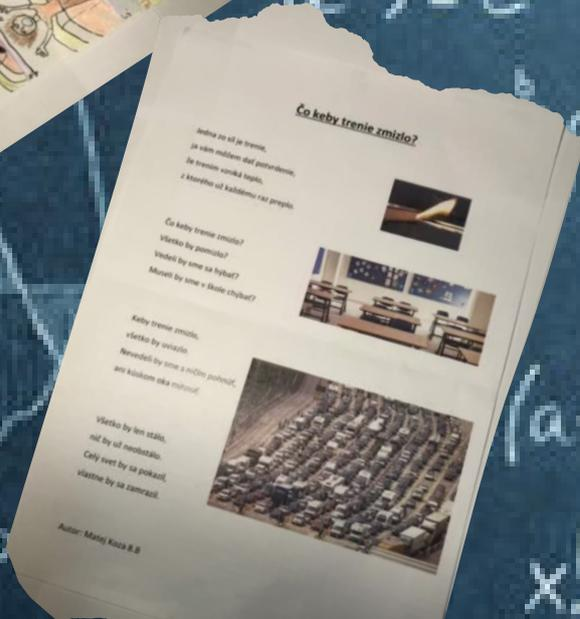 Čo keby trenie zmizlo?
Jedna zo síl je trenie,
ja vám môžem dať potvrdenie,
že trením vzniká teplo,
z ktorého už každému raz preplo.
Čo keby trenie zmizlo?
Všetko by pomizlo?
Vedeli by sme sa hýbať?
Museli by sme v škole chýbať?
Keby trenie zmizlo,
všetko by uviazlo.
Nevedeli by sme s ničím pohnúť,
ani kúskom oka mihnúť.
Všetko by len stálo,
nič by už neobstálo.
Celý svet by sa pokazil,
vlastne by sa zamrazil.
Autor: Matej Koza 8.B
(a
x